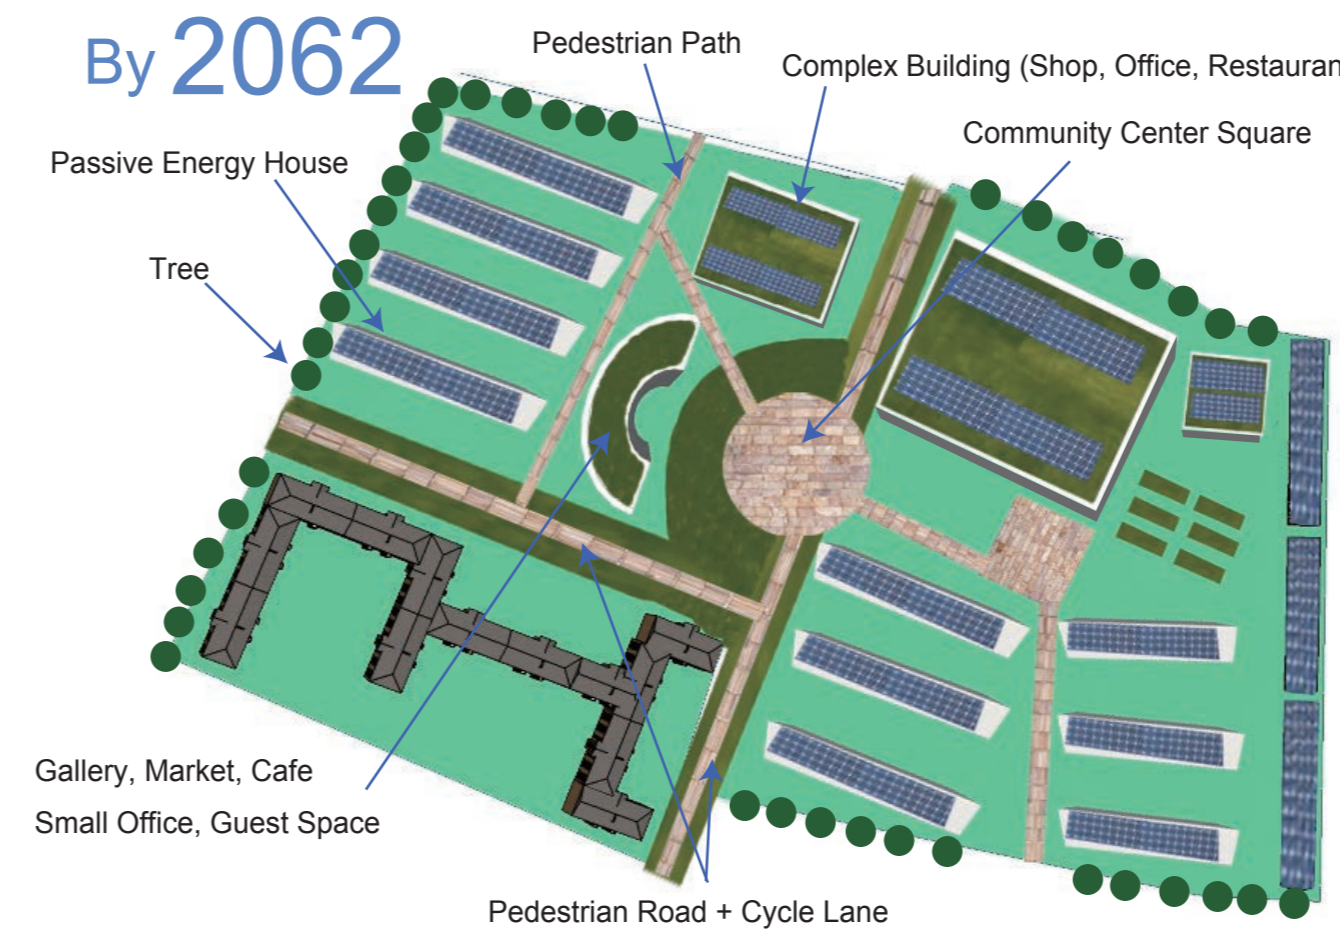 By 2062
Pedestrian Path
Complex Building (Shop, Office, Restauran
Community Center Square
Passive Energy House
Tree
Gallery, Market, Cafe
Small Office, Guest Space
Pedestrian Road + Cycle Lane